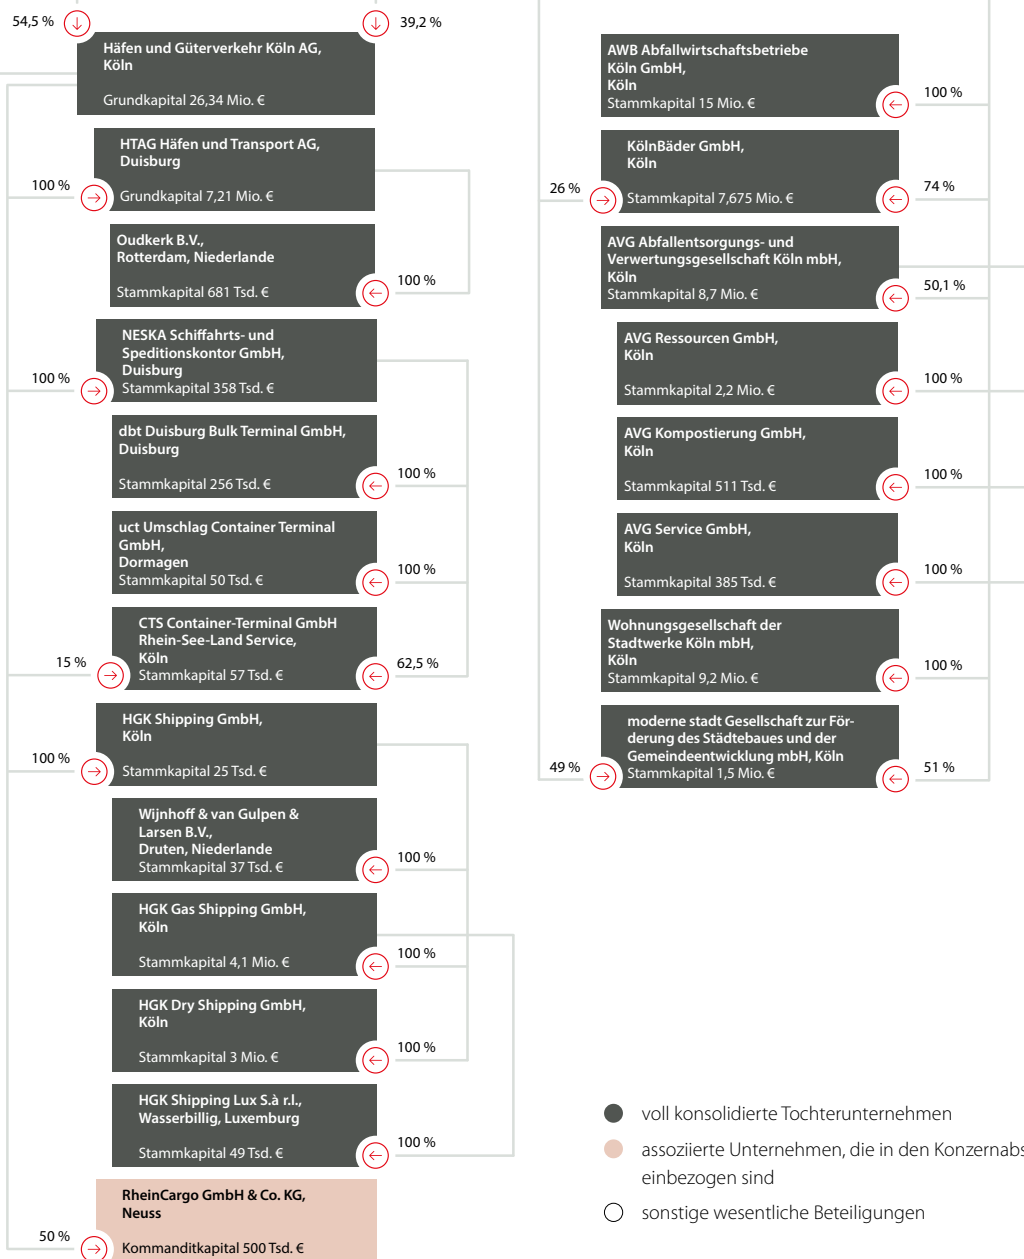 54,5 %
39,2 %
Häfen und Güterverkehr Köln AG,
Köln
Grundkapital 26,34 Mio. €
HTAG Häfen und Transport AG,
Duisburg
100 %
Grundkapital 7,21 Mio. €
Oudkerk B.V.,
Rotterdam, Niederlande
100 %
Stammkapital 681 Tsd. €
NESKA Schiffahrts- und
Speditionskontor GmbH,
Duisburg
100 %
Stammkapital 358 Tsd. €
dbt Duisburg Bulk Terminal GmbH,
Duisburg
100 %
Stammkapital 256 Tsd. €
uct Umschlag Container Terminal
GmbH,
Dormagen
100 %
Stammkapital 50 Tsd. €
CTS Container-Terminal GmbH
Rhein-See-Land Service,
Köln
15 %
62,5 %
Stammkapital 57 Tsd. €
HGK Shipping GmbH,
Köln
100 %
Stammkapital 25 Tsd. €
Wijnhoff & van Gulpen &
Larsen B.V.,
Druten, Niederlande
100 %
Stammkapital 37 Tsd. €
HGK Gas Shipping GmbH,
Köln
100 %
Stammkapital 4,1 Mio. €
HGK Dry Shipping GmbH,
Köln
100 %
Stammkapital 3 Mio. €
HGK Shipping Lux S.à r.l.,
Wasserbillig, Luxemburg
100 %
Stammkapital 49 Tsd. €
RheinCargo GmbH & Co. KG,
Neuss
50 %
Kommanditkapital 500 Tsd. €
AWB Abfallwirtschaftsbetriebe
Köln GmbH,
Köln
100 %
Stammkapital 15 Mio. €
KölnBäder GmbH,
Köln
26 %
74 %
Stammkapital 7,675 Mio. €
AVG Abfallentsorgungs- und
Verwertungsgesellschaft Köln mbH,
Köln
50,1 %
Stammkapital 8,7 Mio. €
AVG Ressourcen GmbH,
Köln
100 %
Stammkapital 2,2 Mio. €
AVG Kompostierung GmbH,
Köln
100 %
Stammkapital 511 Tsd. €
AVG Service GmbH,
Köln
100 %
Stammkapital 385 Tsd. €
Wohnungsgesellschaft der
Stadtwerke Köln mbH,
Köln
100 %
Stammkapital 9,2 Mio. €
moderne stadt Gesellschaft zur För-
derung des Städtebaues und der
Gemeindeentwicklung mbH, Köln
49 %
51 %
Stammkapital 1,5 Mio. €
voll konsolidierte Tochterunternehmen
assoziierte Unternehmen, die in den Konzernabs
einbezogen sind
sonstige wesentliche Beteiligungen